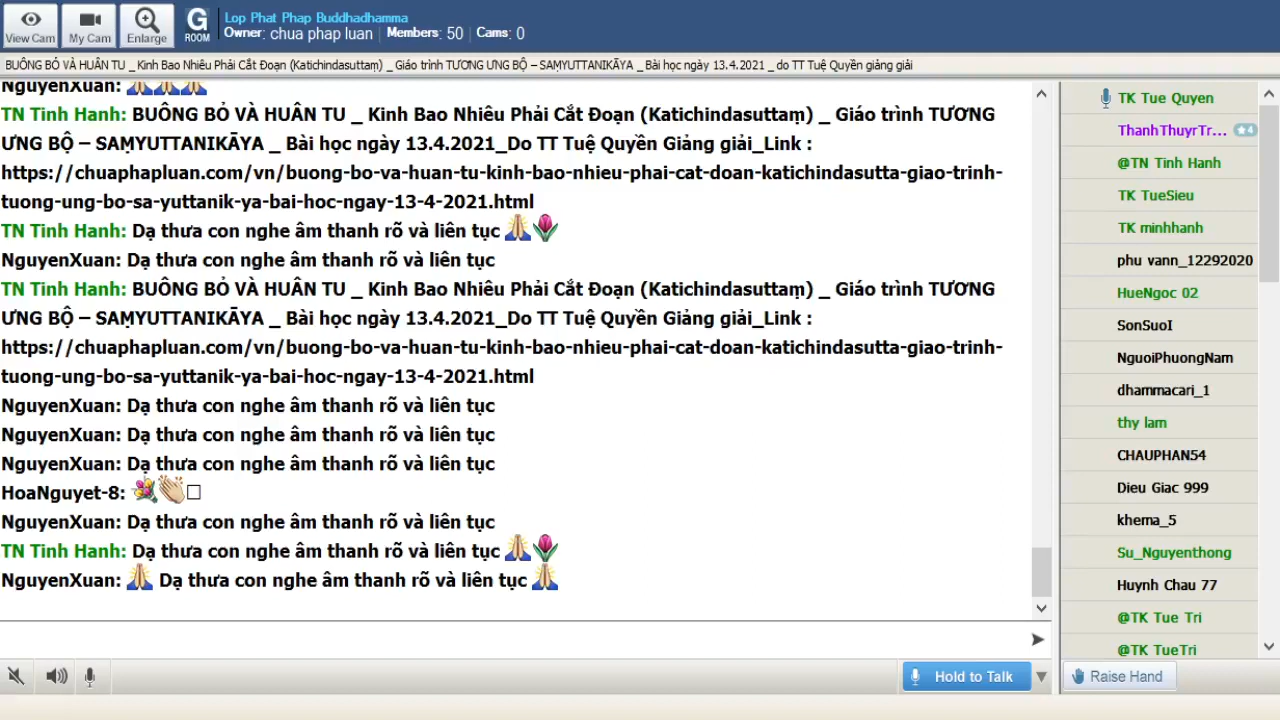 View Cam
My Cam
Enlarge
G
ROOM
Lop Phat Phap Buddhadhamma
Owner: chua phap luan Members: 50 Cams: 0
BUÔNG BỎ VÀ HUÂN TU _ Kinh Bao Nhiêu Phải Cắt Đoạn (Katichindasuttaṃ) _ Giáo trình TƯƠNG ƯNG BỘ _ SAṂYUTTANIKĀYA _ Bài học ngày 13.4.2021 _ do TT Tuệ Quyền giảng giải
NguyenXuan:
TN Tinh Hanh: BUÔNG BỎ VÀ HUÂN TU _ Kinh Bao Nhiêu Phải Cắt Đoạn (Katichindasuttaṃ) _ Giáo trình TƯƠNG
ƯNG BỘ – SAṂYUTTANIKĀYA _ Bài học ngày 13.4.2021_Do TT Tuệ Quyền Giảng giải_Link :
https://chuaphapluan.com/vn/buong-bo-va-huan-tu-kinh-bao-nhieu-phai-cat-doan-katichindasutta-giao-trinh-
tuong-ung-bo-sa-yuttanik-ya-bai-hoc-ngay-13-4-2021.html
TN Tinh Hanh: Dạ thưa con nghe âm thanh rõ và liên tục 🙏🌷
NguyenXuan: Dạ thưa con nghe âm thanh rõ và liên tục
TN Tinh Hanh: BUÔNG BỎ VÀ HUÂN TU _ Kinh Bao Nhiêu Phải Cắt Đoạn (Katichindasuttaṃ) _ Giáo trình TƯƠNG
ƯNG BỘ – SAṂYUTTANIKĀYA _ Bài học ngày 13.4.2021_Do TT Tuệ Quyền Giảng giải_Link :
https://chuaphapluan.com/vn/buong-bo-va-huan-tu-kinh-bao-nhieu-phai-cat-doan-katichindasutta-giao-trinh-
tuong-ung-bo-sa-yuttanik-ya-bai-hoc-ngay-13-4-2021.html
NguyenXuan: Dạ thưa con nghe âm thanh rõ và liên tục
NguyenXuan: Dạ thưa con nghe âm thanh rõ và liên tục
NguyenXuan: Dạ thưa con nghe âm thanh rõ và liên tục
HoaNguyet-8:
NguyenXuan: Dạ thưa con nghe âm thanh rõ và liên tục
TN Tinh Hanh: Dạ thưa con nghe âm thanh rõ và liên tục 🙏🌷
NguyenXuan: 🙏 Dạ thưa con nghe âm thanh rõ và liên tục 🙏
TK Tue Quyen
ThanhThuyrTr... 4
@TN Tinh Hanh
TK TueSieu
TK minhhanh
phu vann_12292020
HueNgoc 02
SonSuoI
NguoiPhuongNam
dhammacari_1
thy lam
CHAUPHAN54
Dieu Giac 999
khema_5
Su_Nguyenthong
Huynh Chau 77
@TK Tue Tri
@TK TueTri
Hold to Talk
Raise Hand